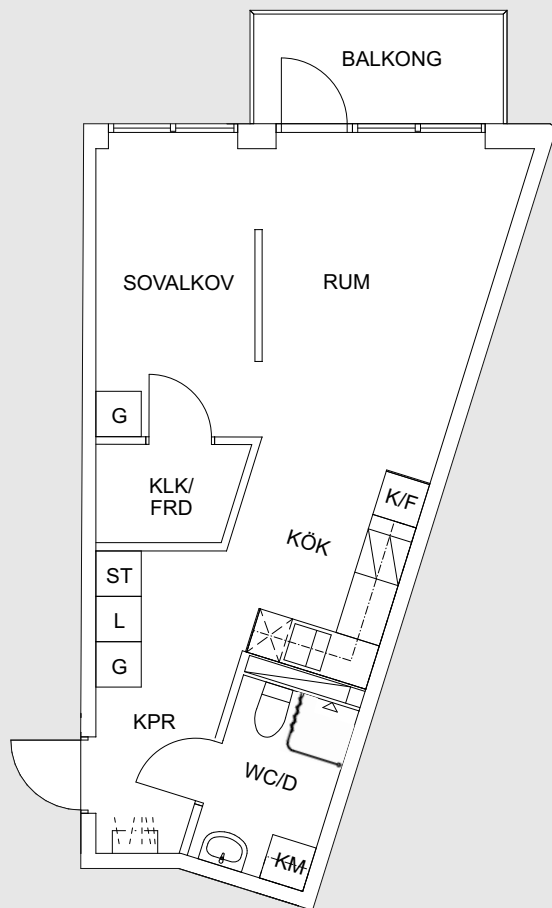 BALKONG
SOVALKOV
RUM
G
KLK/
FRD
K/F
KÖK
ST
L
G
KPR
WC/D
KM